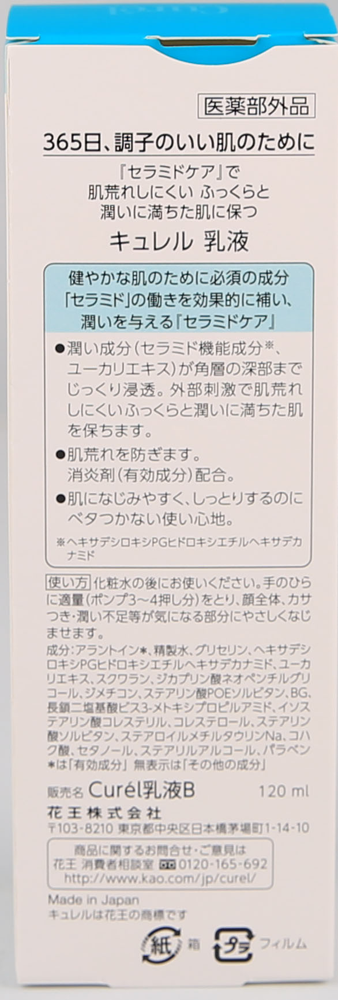 医薬部外品
365日、調子のいい肌のために
『セラミドケア』で
肌荒れしにくい ふっくらと
潤いに満ちた肌に保つ
キュレル 乳液
健やかな肌のために必須の成分
「セラミド」の働きを効果的に補い、
潤いを与える『セラミドケア』
●潤い成分(セラミド機能成分※、
ユーカリエキス)が角層の深部まで
じっくり浸透。外部刺激で肌荒れ
しにくいふっくらと潤いに満ちた肌
を保ちます。
●肌荒れを防ぎます。
消炎剤(有効成分)配合。
●肌になじみやすく、しっとりするのに
ベタつかない使い心地。
※ヘキサデシロキシPGヒドロキシエチルヘキサデカ
ナミド
使い方 化粧水の後にお使いください。手のひら
に適量(ポンプ3〜4押し分)をとり、顔全体、カサ
つき・潤い不足等が気になる部分にやさしくなじ
ませます。
成分:アラントイン*、精製水、グリセリン、ヘキサデシ
ロキシPGヒドロキシエチルヘキサデカナミド、ユーカ
リエキス、スクワラン、ジカプリン酸ネオペンチルグリ
コール、ジメチコン、ステアリン酸POEソルビタン、BG、
長鎖二塩基酸ビス3-メトキシプロピルアミド、イソス
テアリン酸コレステリル、コレステロール、ステアリン
酸ソルビタン、ステアロイルメチルタウリンNa、コハ
ク酸、セタノール、ステアリルアルコール、パラベン
*は「有効成分」 無表示は「その他の成分」
販売名 Curél乳液B 120 ml
花王株式会社
〒103-8210 東京都中央区日本橋茅場町1-14-10
商品に関するお問合せ・ご意見は
花王 消費者相談室 0120-165-692
http://www.kao.com/jp/curel/
Made in Japan
キュレルは花王の商標です
紙 箱 プラ フィルム